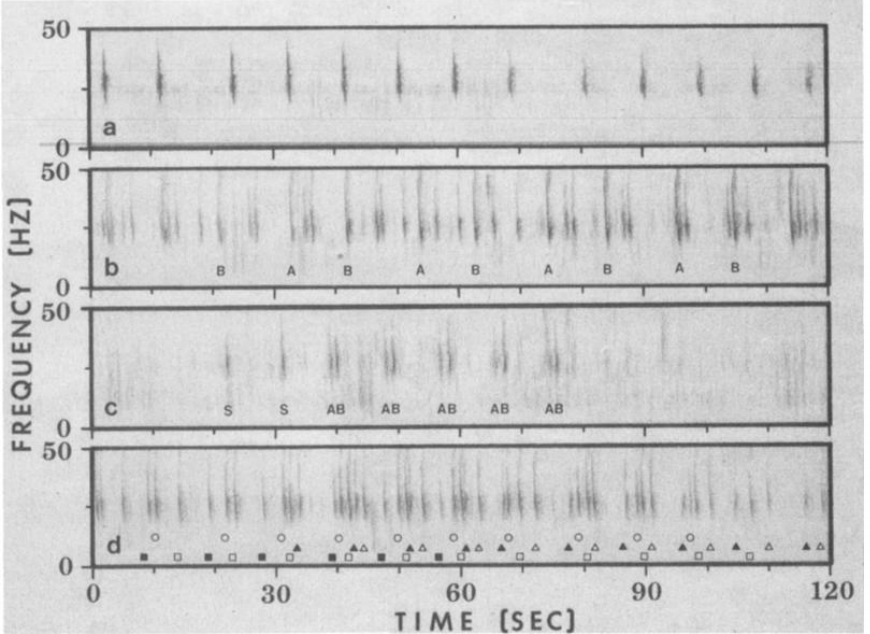 50
a
0
50
b
B A B A B A B A B
0
50
c
S S AB AB AB AB AB
0
50
d
0
0 30 60 90 120
TIME [SEC]
FREQUENCY [HZ]